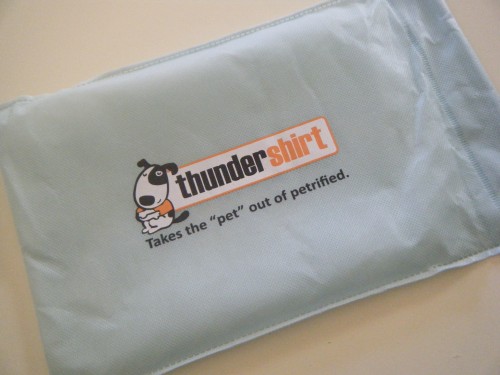 thundershirt
Takes the "pet" out of petrified.